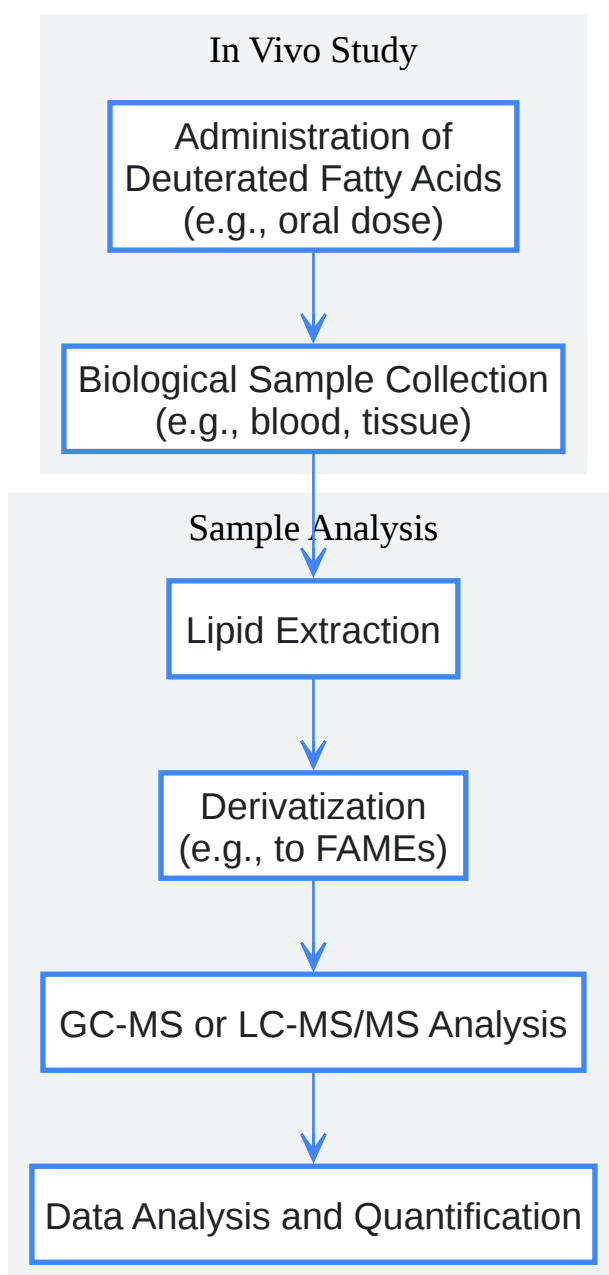 In Vivo Study
Administration of
Deuterated Fatty Acids
(e.g., oral dose)
Biological Sample Collection
(e.g., blood, tissue)
Sample Analysis
Lipid Extraction
Derivatization
(e.g., to FAMEs)
GC-MS or LC-MS/MS Analysis
Data Analysis and Quantification